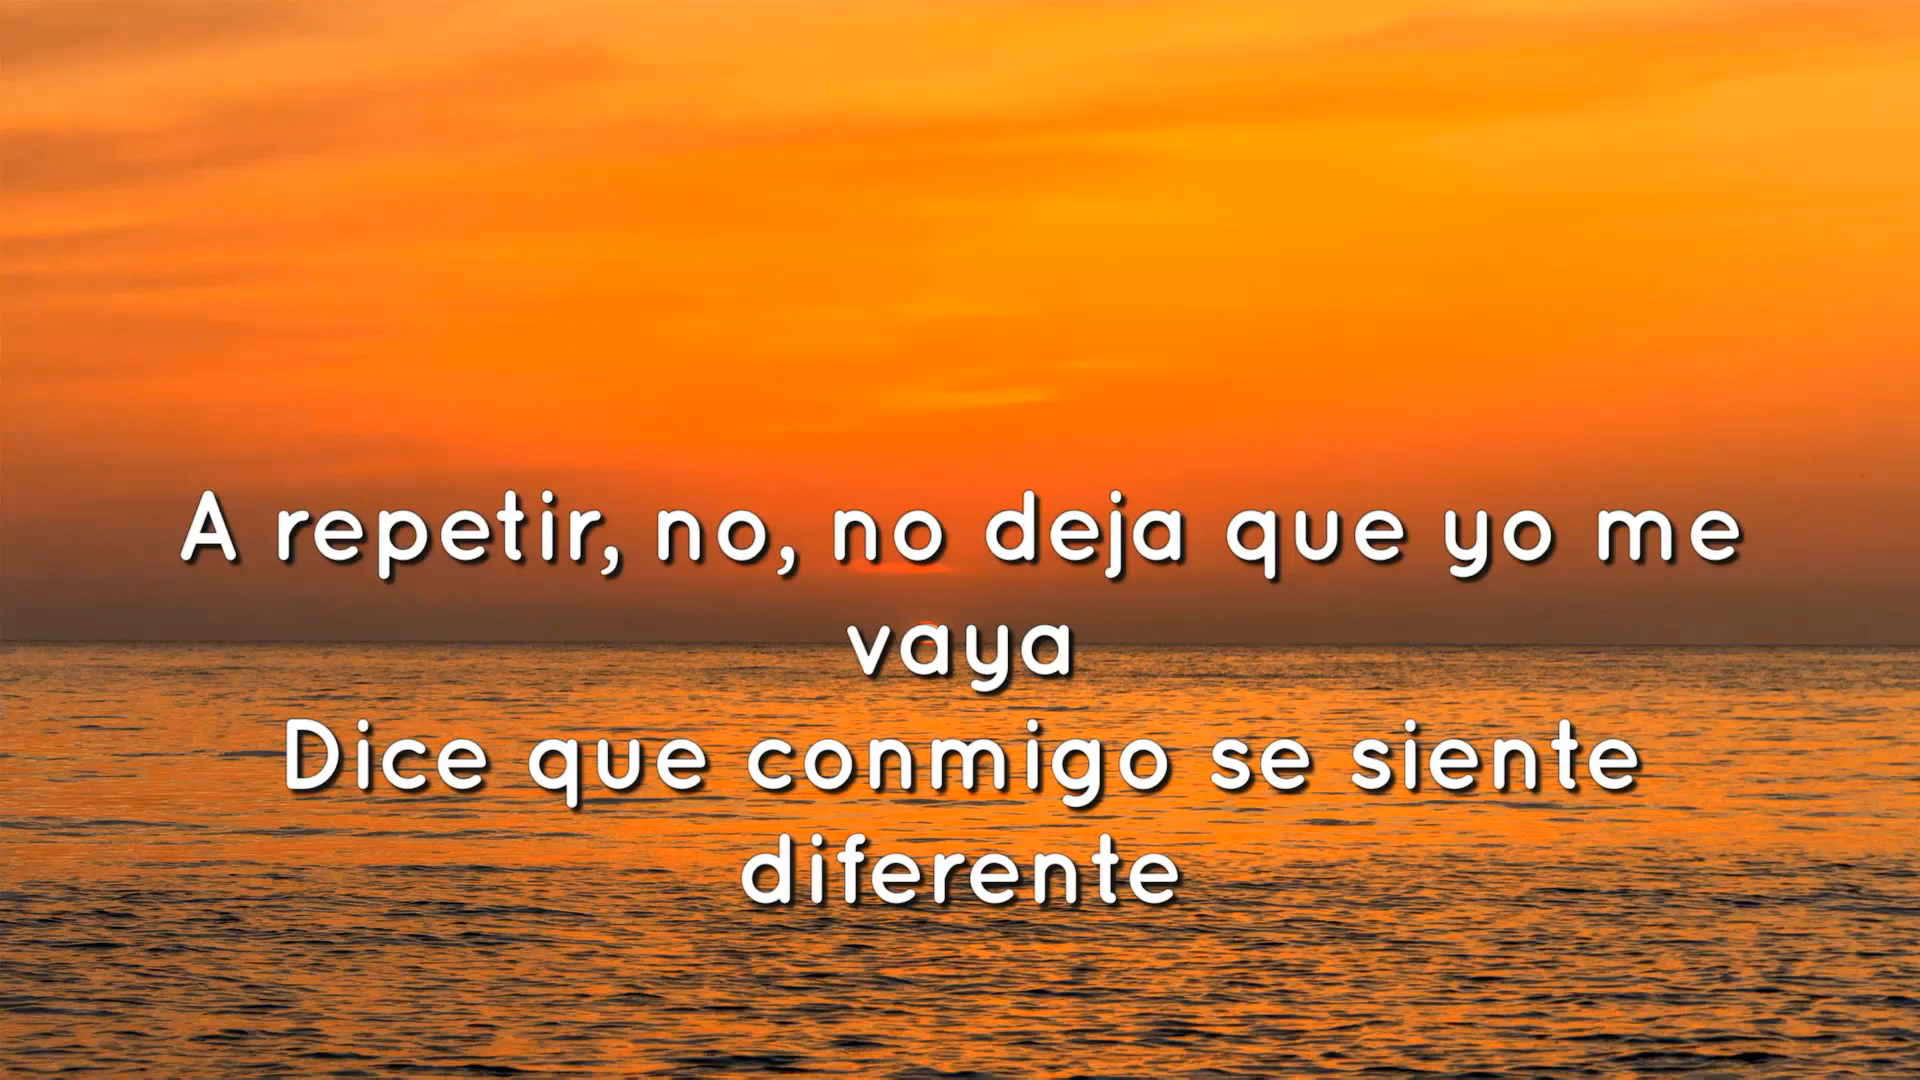 A repetir, no, no deja que yo me
vaya
Dice que conmigo se siente
diferente